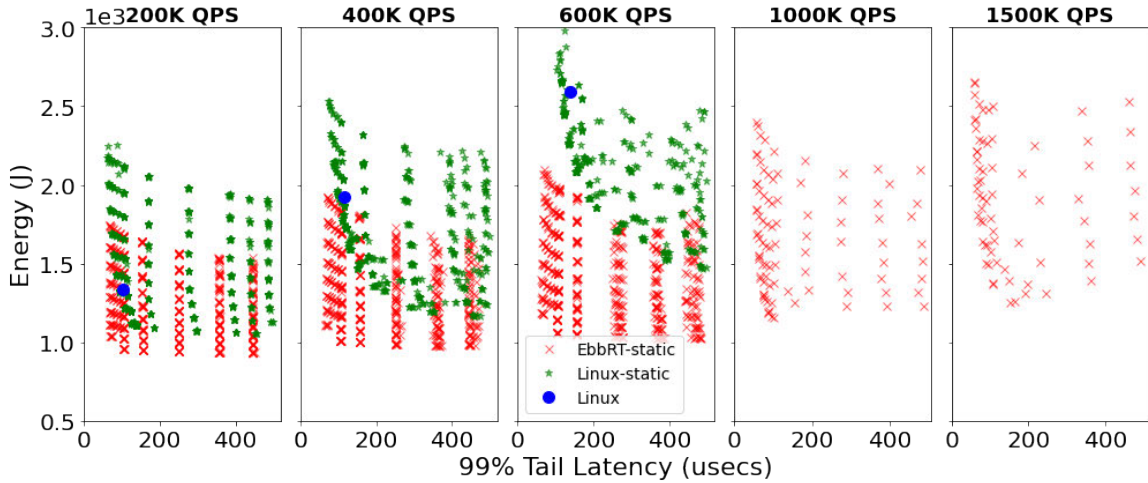 1e3
200K QPS
400K QPS
600K QPS
1000K QPS
1500K QPS
3.0
2.5
2.0
1.5
1.0
0.5
Energy (J)
EbbRT-static
Linux-static
Linux
0 200 400
0 200 400
0 200 400
0 200 400
0 200 400
99% Tail Latency (usecs)